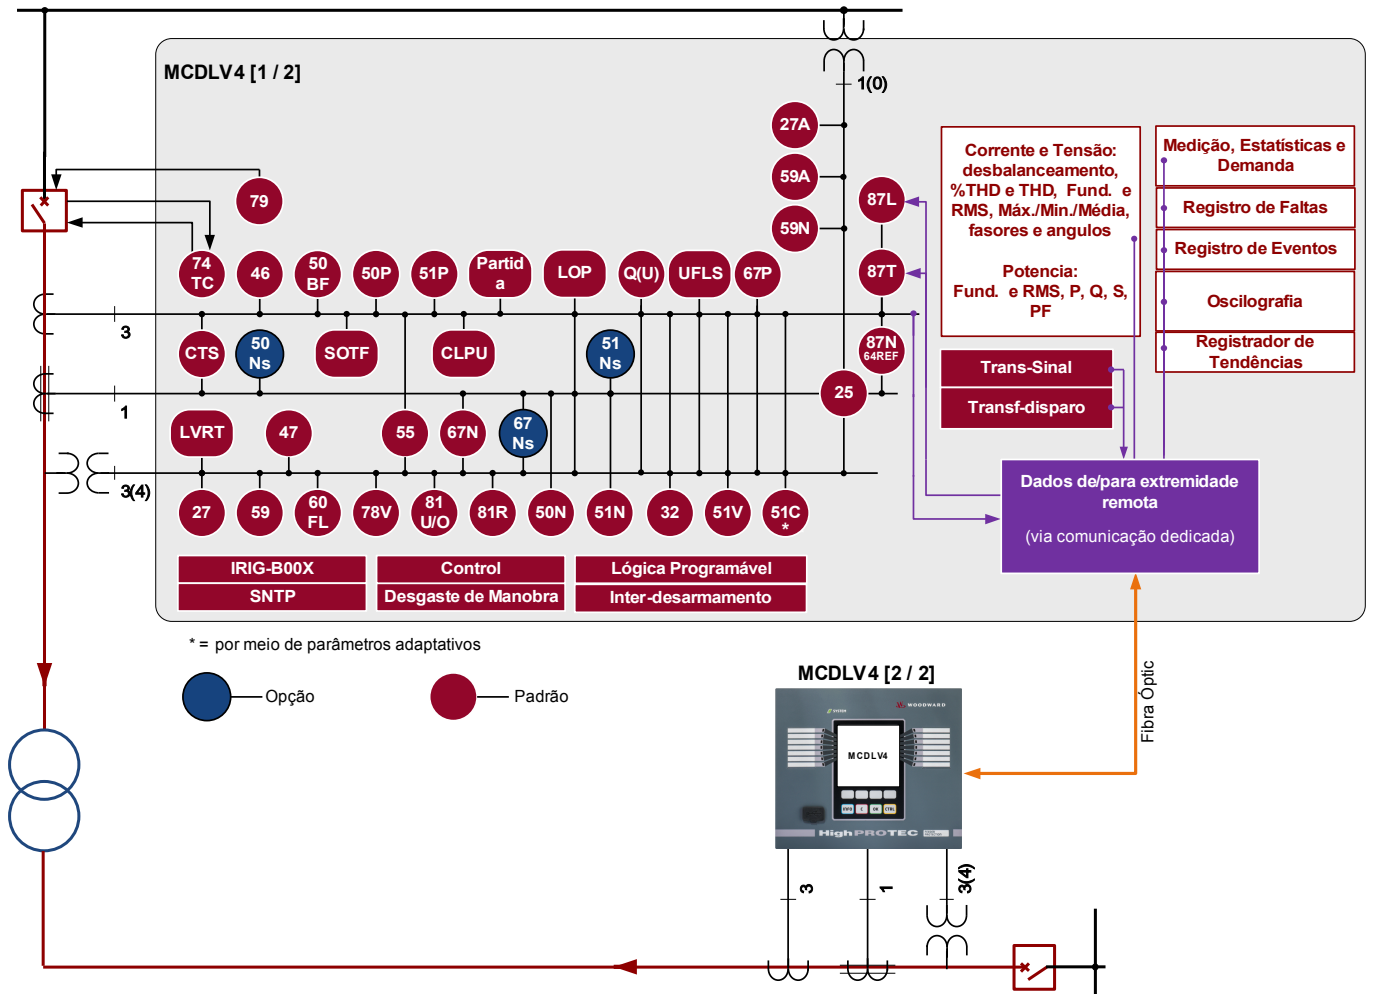 MCDLV4 [1 / 2]
1(0)
27A
59A
59N
79
74
TC
46
50
BF
50P
51P
Partid
a
LOP
Q(U)
UFLS
67P
87L
87T
87N
64REF
3
CTS
50
Ns
SOTF
CLPU
51
Ns
25
1
LVRT
47
55
67N
67
Ns
3(4)
27
59
60
FL
78V
81
U/O
81R
50N
51N
32
51V
51C
*
IRIG-B00X
SNTP
Control
Desgaste de Manobra
Lógica Programável
Inter-desarmamento
Corrente e Tensão:
desbalanceamento,
%THD e THD, Fund. e
RMS, Máx./Min./Média,
fasores e angulos
Potencia:
Fund. e RMS, P, Q, S,
PF
Medição, Estatísticas e
Demanda
Registro de Faltas
Registro de Eventos
Oscilografia
Registrador de
Tendências
Trans-Sinal
Transf-disparo
Dados de/para extremidade
remota
(via comunicação dedicada)
* = por meio de parâmetros adaptativos
Opção
Padrão
Fibra Óptic
MCDLV4 [2 / 2]
SYSTEM
WOODWARD
MCDLV4
INFO
C
OK
CTRL
HighPROTEC
3
1
3(4)